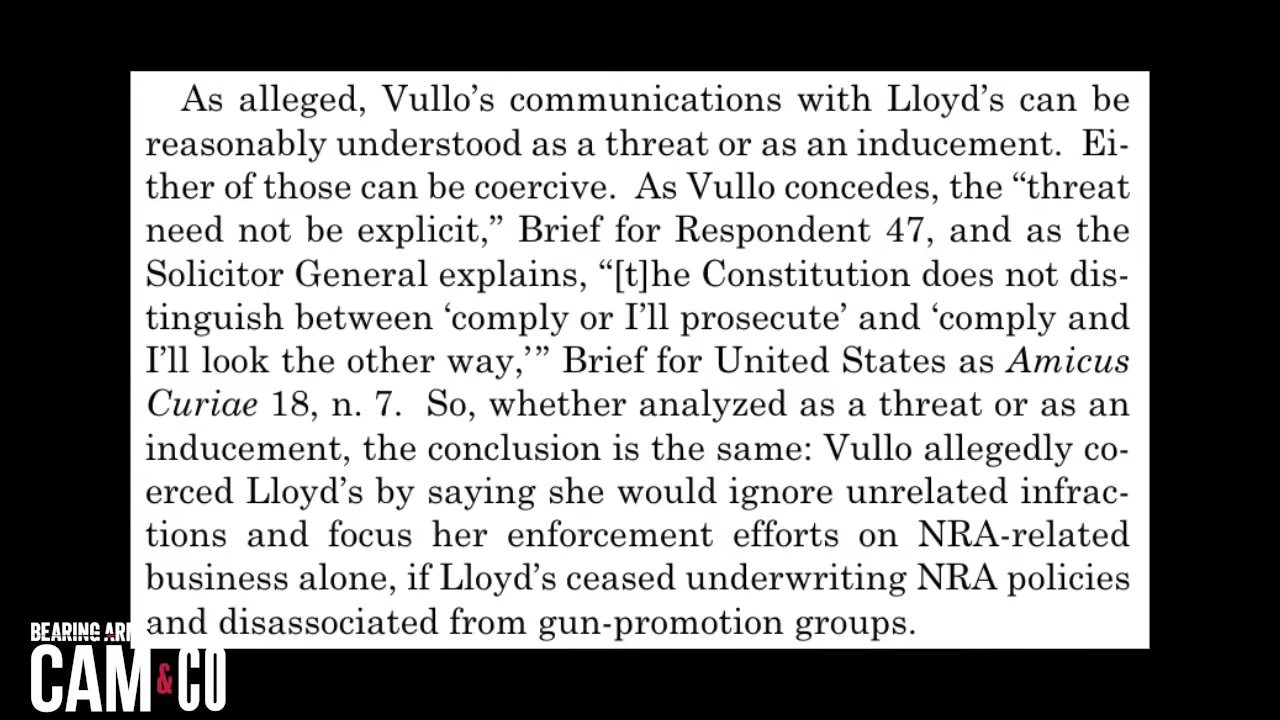 As alleged, Vullo’s communications with Lloyd’s can be
reasonably understood as a threat or as an inducement. Ei-
ther of those can be coercive. As Vullo concedes, the “threat
need not be explicit,” Brief for Respondent 47, and as the
Solicitor General explains, “[t]he Constitution does not dis-
tinguish between ‘comply or I’ll prosecute’ and ‘comply and
I’ll look the other way,’” Brief for United States as Amicus
Curiae 18, n. 7. So, whether analyzed as a threat or as an
inducement, the conclusion is the same: Vullo allegedly co-
erced Lloyd’s by saying she would ignore unrelated infrac-
tions and focus her enforcement efforts on NRA-related
business alone, if Lloyd’s ceased underwriting NRA policies
and disassociated from gun-promotion groups.
BEARING ARM
CAM & CO